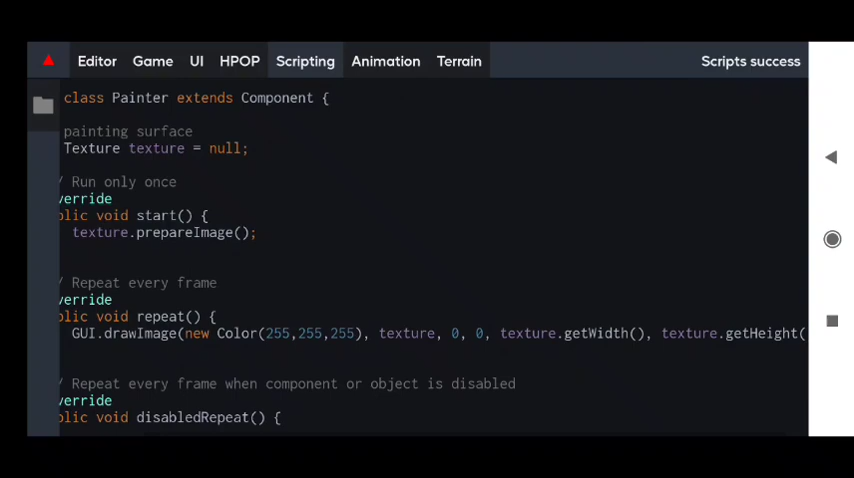 Editor Game UI HPOP Scripting Animation Terrain Scripts success
class Painter extends Component {
painting surface
Texture texture = null;
/ Run only once
verride
blic void start() {
texture.prepareImage();
/ Repeat every frame
verride
blic void repeat() {
GUI.drawImage(new Color(255,255,255), texture, 0, 0, texture.getWidth(), texture.getHeight(
/ Repeat every frame when component or object is disabled
verride
blic void disabledRepeat() {